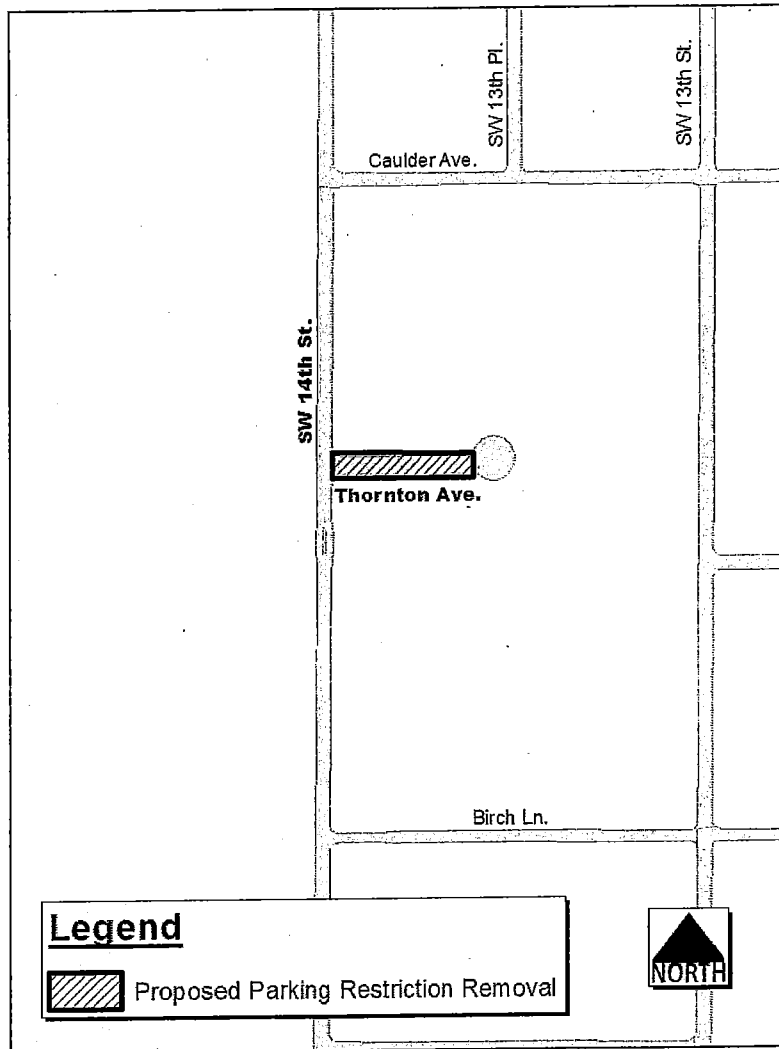 SW 13th Pl.
SW 13th St.
Caulder Ave.
SW 14th St.
Thornton Ave.
Birch Ln.
Legend
Proposed Parking Restriction Removal
NORTH